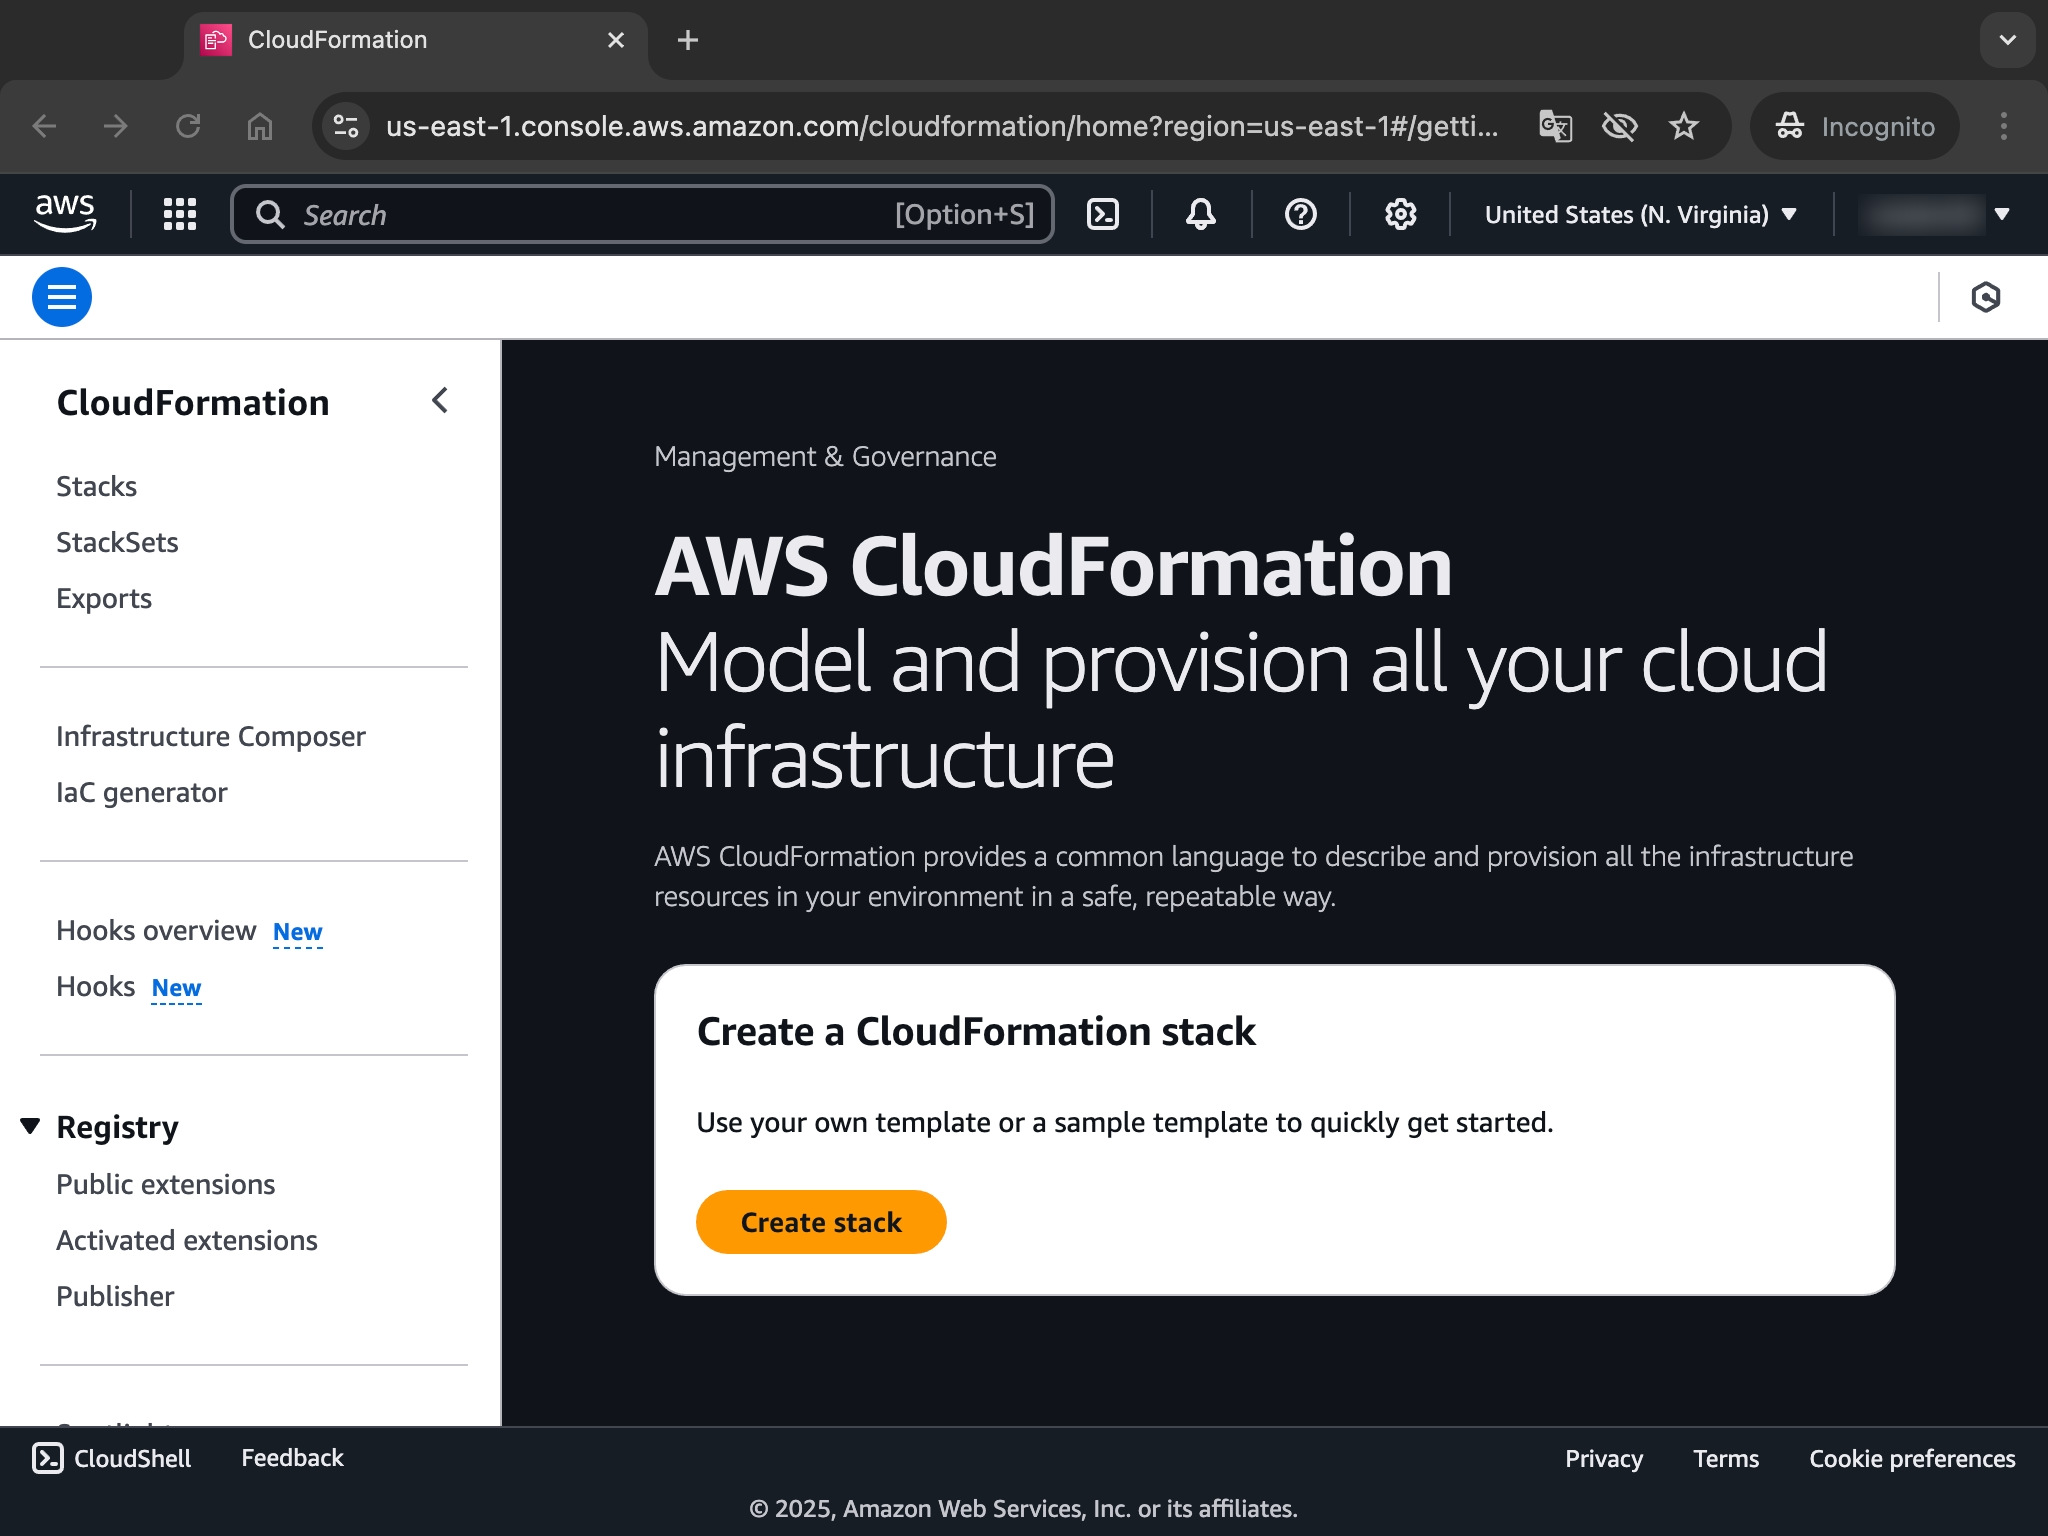 CloudFormation
us-east-1.console.aws.amazon.com/cloudformation/home?region=us-east-1#/getti...
Incognito
aws
Search
[Option+S]
United States (N. Virginia)
CloudFormation
Stacks
StackSets
Exports
Infrastructure Composer
IaC generator
Hooks overview New
Hooks New
Registry
Public extensions
Activated extensions
Publisher
Management & Governance
AWS CloudFormation
Model and provision all your cloud
infrastructure
AWS CloudFormation provides a common language to describe and provision all the infrastructure
resources in your environment in a safe, repeatable way.
Create a CloudFormation stack
Use your own template or a sample template to quickly get started.
Create stack
CloudShell
Feedback
Privacy
Terms
Cookie preferences
© 2025, Amazon Web Services, Inc. or its affiliates.